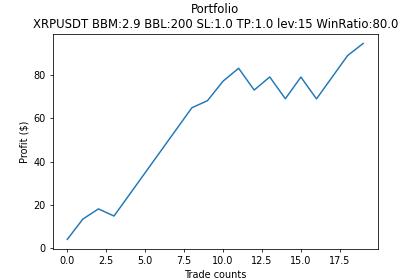 Portfolio
XRPUSDT BBM:2.9 BBL:200 SL:1.0 TP:1.0 lev:15 WinRatio:80.0
Profit ($)
80
60
40
20
0
0.0 2.5 5.0 7.5 10.0 12.5 15.0 17.5
Trade counts